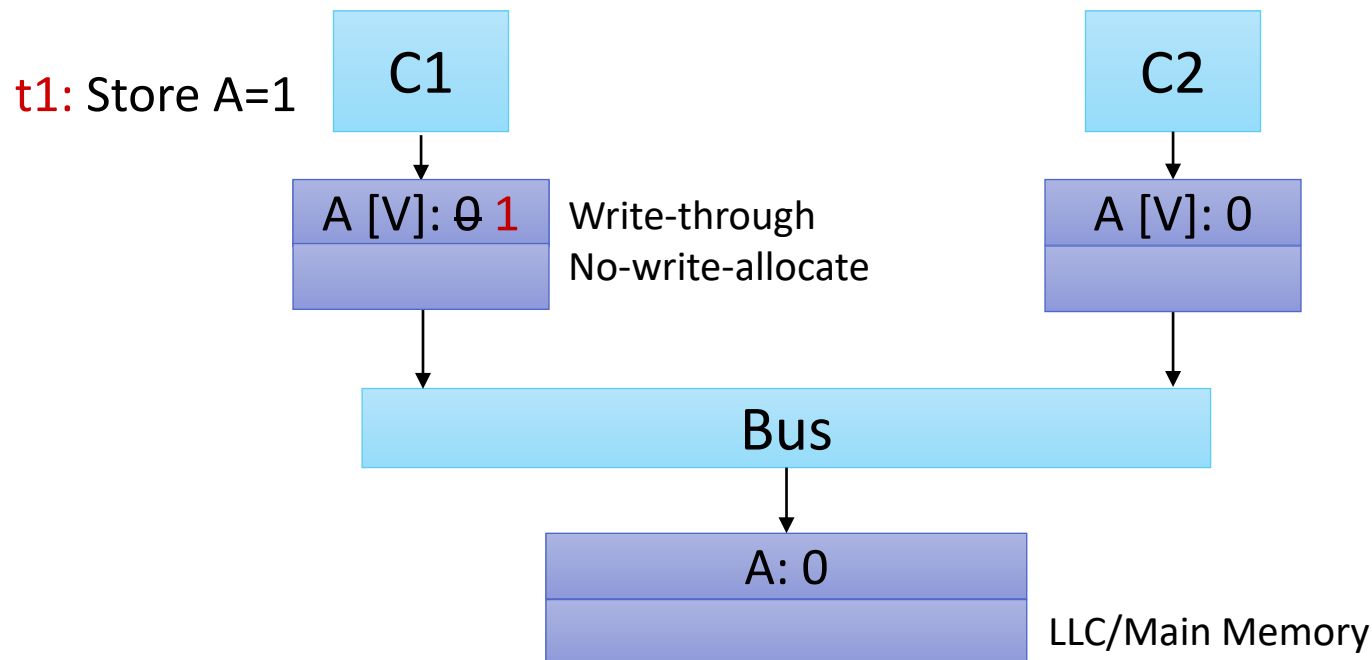 C1
C2
t1: Store A=1
A [V]: 0 1
Write-through
No-write-allocate
A [V]: 0
Bus
A: 0
LLC/Main Memory